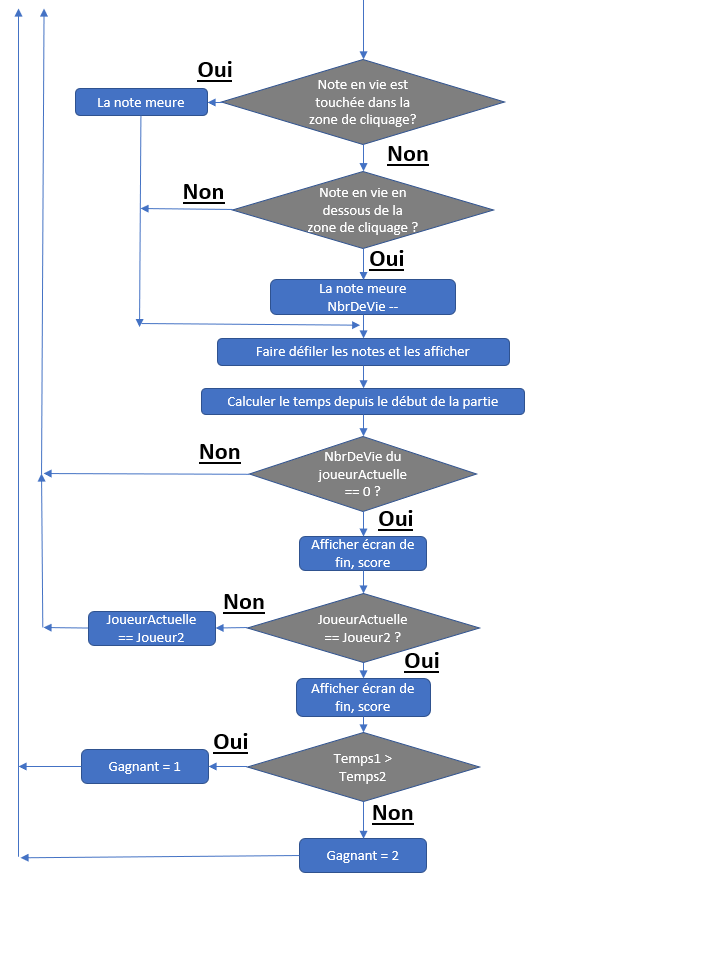 Oui
Note en vie est
touchée dans la
zone de cliquage?
La note meure
Non
Non
Note en vie en
dessous de la
zone de cliquage ?
Oui
La note meure
NbrDeVie --
Faire défiler les notes et les afficher
Calculer le temps depuis le début de la partie
Non
NbrDeVie du
joueurActuelle
== 0 ?
Oui
Afficher écran de
fin, score
Non
JoueurActuelle
== Joueur2
JoueurActuelle
== Joueur2 ?
Oui
Afficher écran de
fin, score
Oui
Gagnant = 1
Temps1 >
Temps2
Non
Gagnant = 2